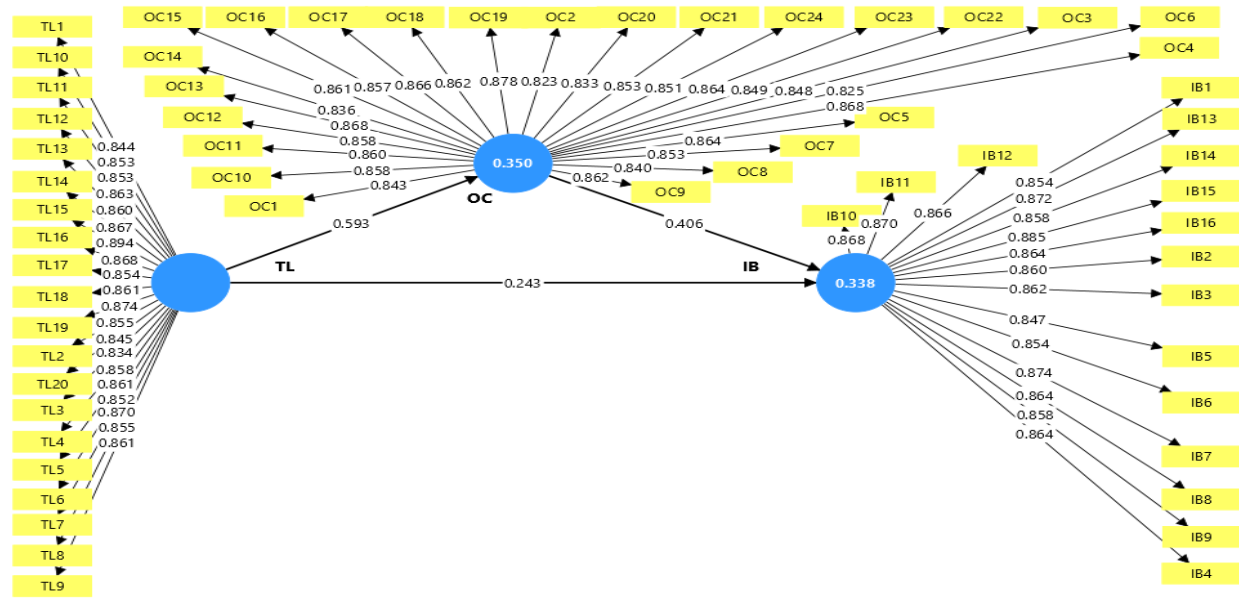 OC15 OC16 OC17 OC18 OC19 OC2 OC20 OC21 OC24 OC23 OC22 OC3 OC6
TL1
OC14 OC4
TL10
OC13
TL11 0.861 0.857 0.866 0.862 0.878 0.823 0.833 0.853 0.851 0.864 0.849 0.848 0.825 IB1
0.836 0.868
TL12 OC12 0.868 OC5 IB13
0.858 0.864
TL13 0.844 OC11 0.860 0.853 OC7
0.853 0.350 IB12 IB14
0.853 OC10 0.858 0.840 OC8
TL14 0.843 0.862 OC9 IB11 0.854 IB15
0.863 0.872
TL15 0.860 OC1 OC IB10 0.870 0.866 0.858
0.867 0.593 0.406 IB16
TL16 0.894 0.868 0.885
0.868 0.864 IB2
TL17 0.854 TL IB 0.860
0.861 0.243 0.338 0.862 IB3
TL18 0.874
0.855 0.847
TL19 0.845 0.854
TL2 0.834 IB5
0.858 0.874
TL20 0.861 0.864
0.852 0.858 IB6
TL3 0.870 0.864
0.855
TL4 0.861
IB7
TL5
TL6 IB8
TL7
IB9
TL8
IB4
TL9